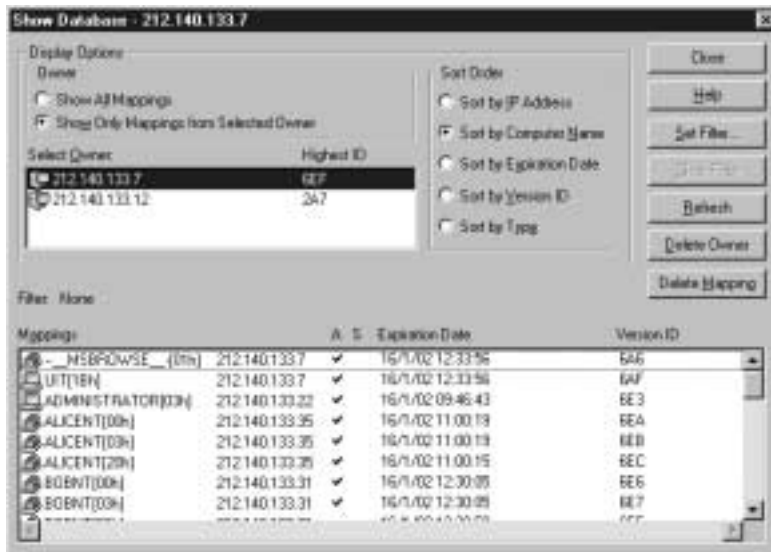 Show Database - 212.140.133.7
Display Options
Owner
Show All Mappings
Show Only Mappings from Selected Owner
Select Owner: Highest ID
212.140.133.7 6EF
212.140.133.12 2A7
Sort Order
Sort by IP Address
Sort by Computer Name
Sort by Expiration Date
Sort by Version ID
Sort by Type
Close
Help
Set Filter...
Refresh
Delete Owner
Delete Mapping
Filter: None
Mappings A S Expiration Date Version ID
-__MSBROWSE__-[01h] 212.140.133.7 ✓ 16/1/02 12:33:56 6A6
UIT[1Bh] 212.140.133.7 ✓ 16/1/02 12:33:56 6AF
ADMINISTRATOR[03h] 212.140.133.22 ✓ 16/1/02 09:46:43 6E3
ALICENT[00h] 212.140.133.35 ✓ 16/1/02 11:00:19 6EA
ALICENT[03h] 212.140.133.35 ✓ 16/1/02 11:00:19 6EB
ALICENT[20h] 212.140.133.35 ✓ 16/1/02 11:00:15 6EC
BOBNT[00h] 212.140.133.31 ✓ 16/1/02 12:30:05 6E6
BOBNT[03h] 212.140.133.31 ✓ 16/1/02 12:30:05 6E7